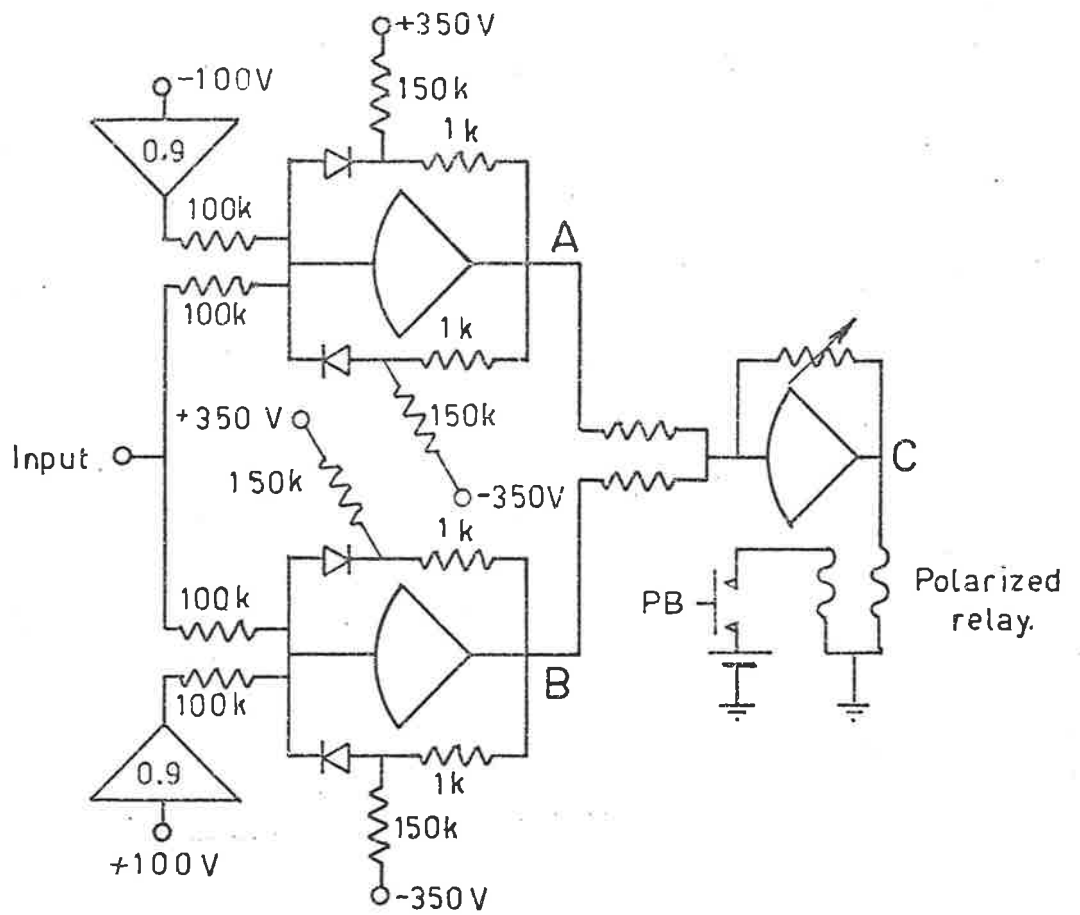 +350V
-100V
150k
1k
0.9
100k
A
100k
1k
+350 V
150k
Input
150k
-350V
C
1k
PB
Polarized
relay.
100k
B
100k
0.9
1k
150k
+100V
-350V